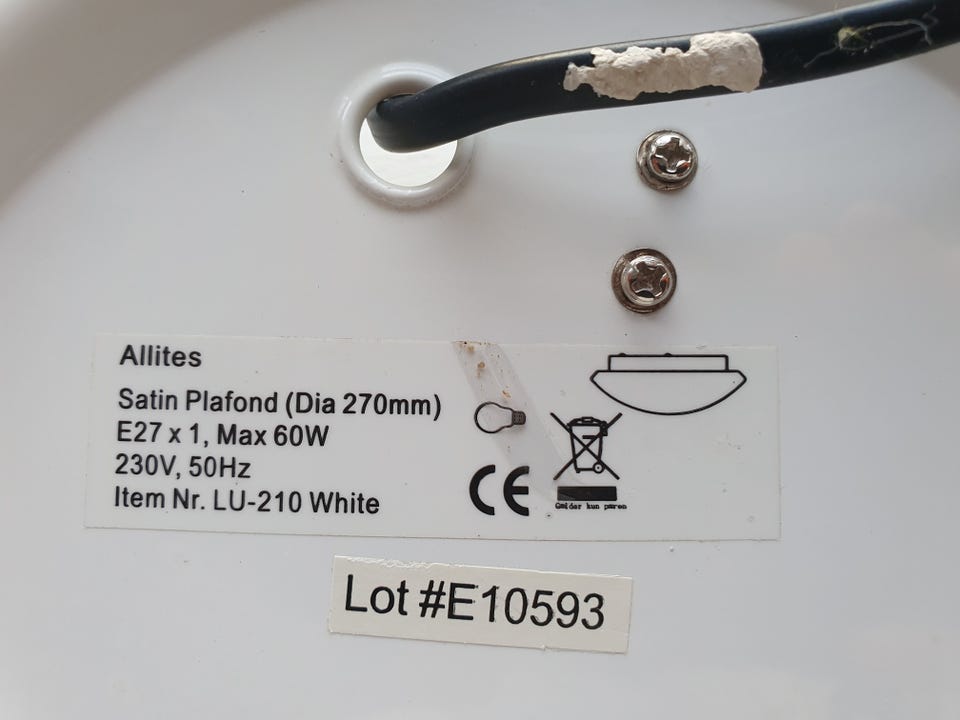 Allites
Satin Plafond (Dia 270mm)
E27 x 1, Max 60W
230V, 50Hz
Item Nr. LU-210 White
CE
Gælder kun pæren
Lot #E10593